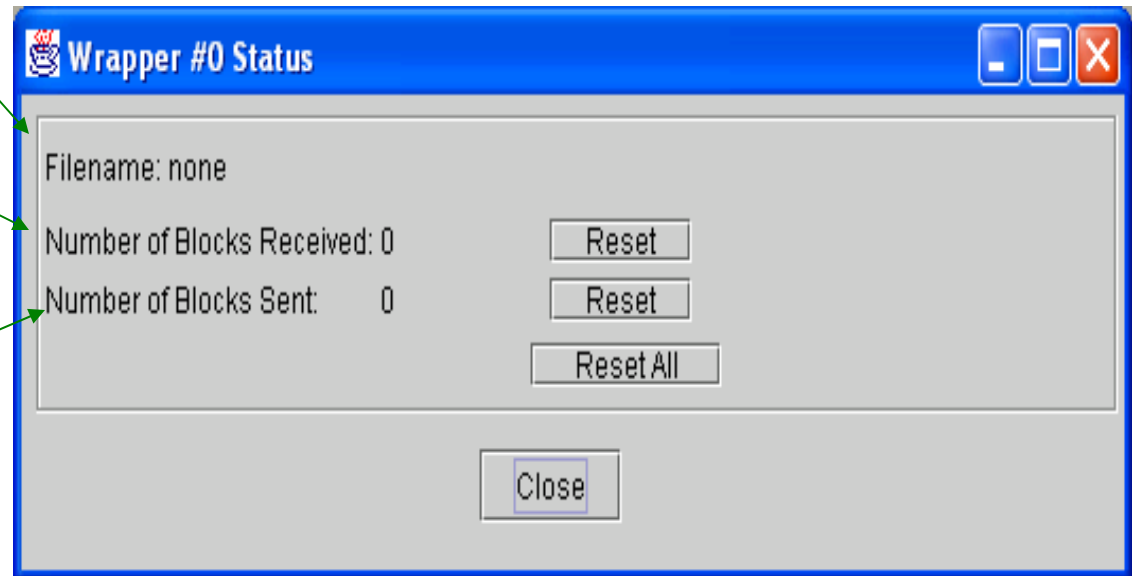 Wrapper #0 Status
Filename: none
Number of Blocks Received: 0 Reset
Number of Blocks Sent: 0 Reset
Reset All
Close